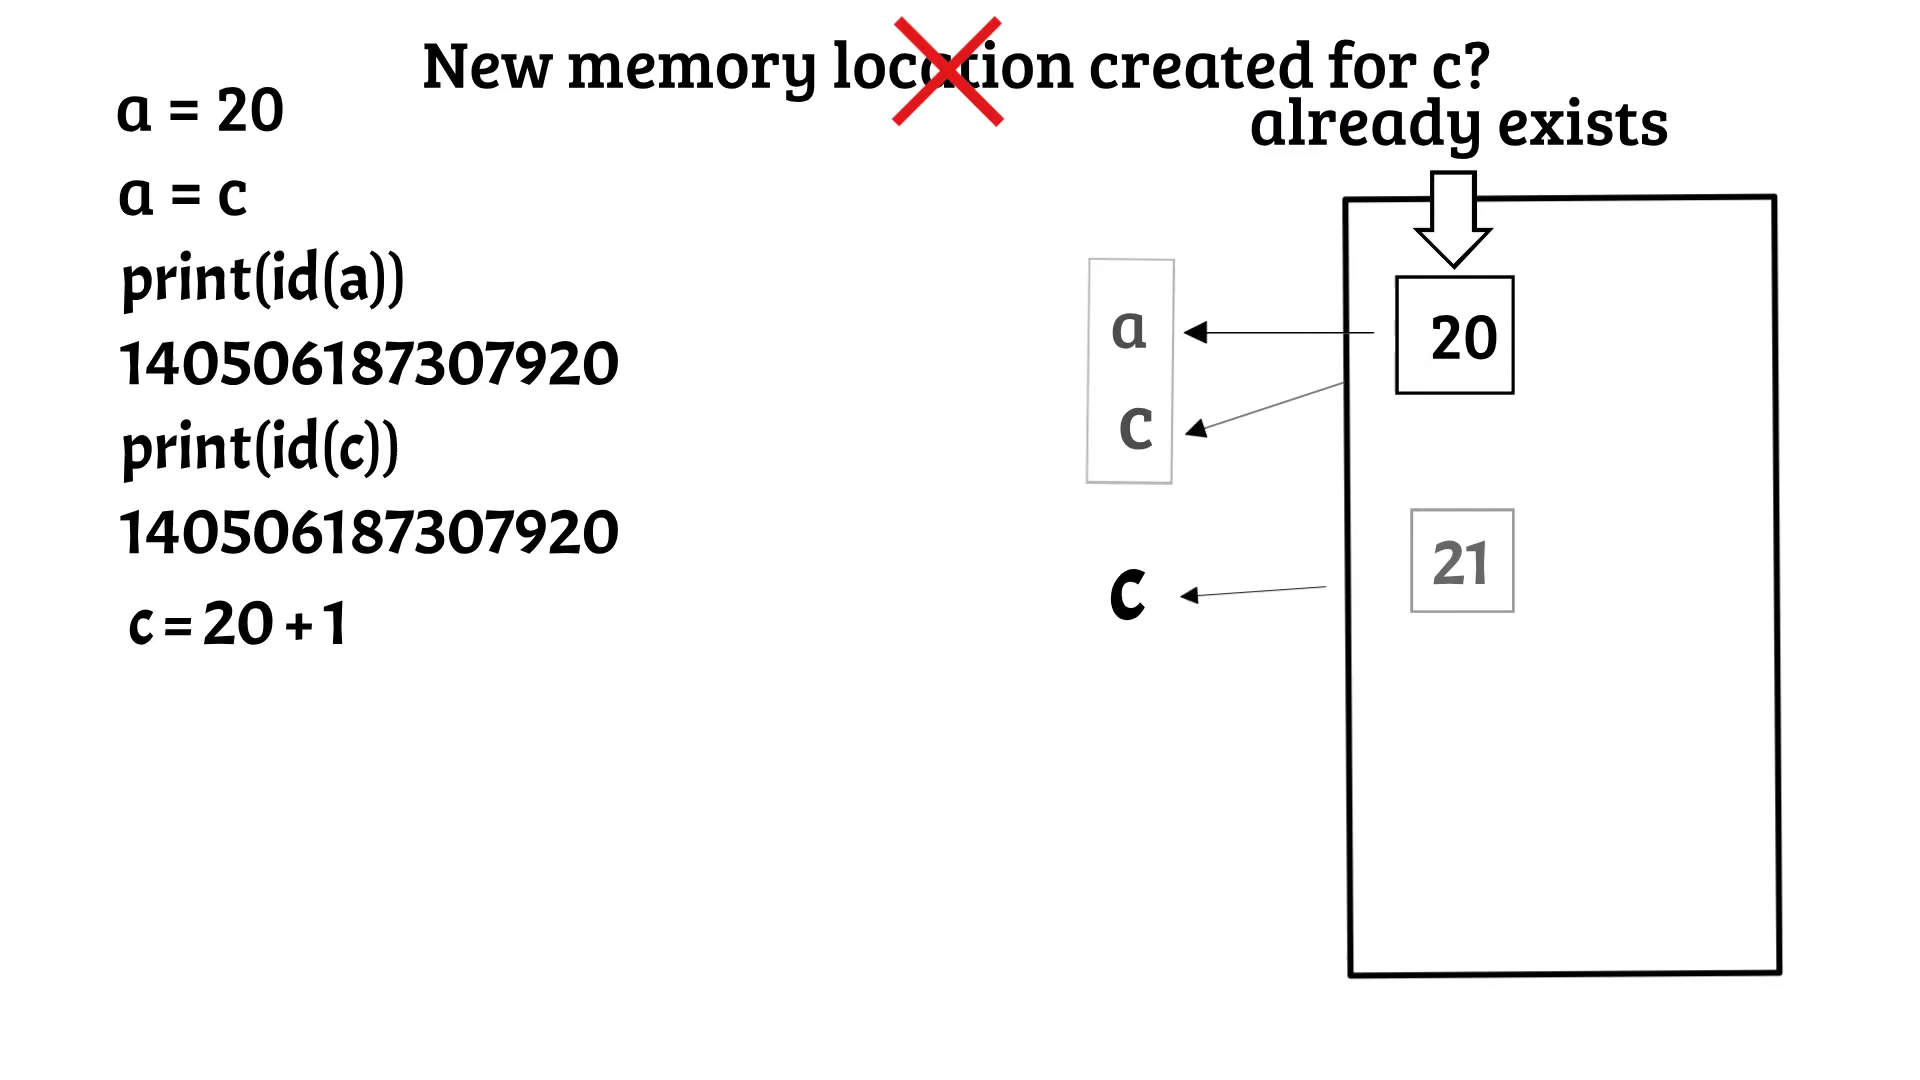 New memory location created for c?
already exists
a = 20
a = c
print(id(a))
140506187307920
print(id(c))
140506187307920
c = 20 + 1
a
c
c
20
21